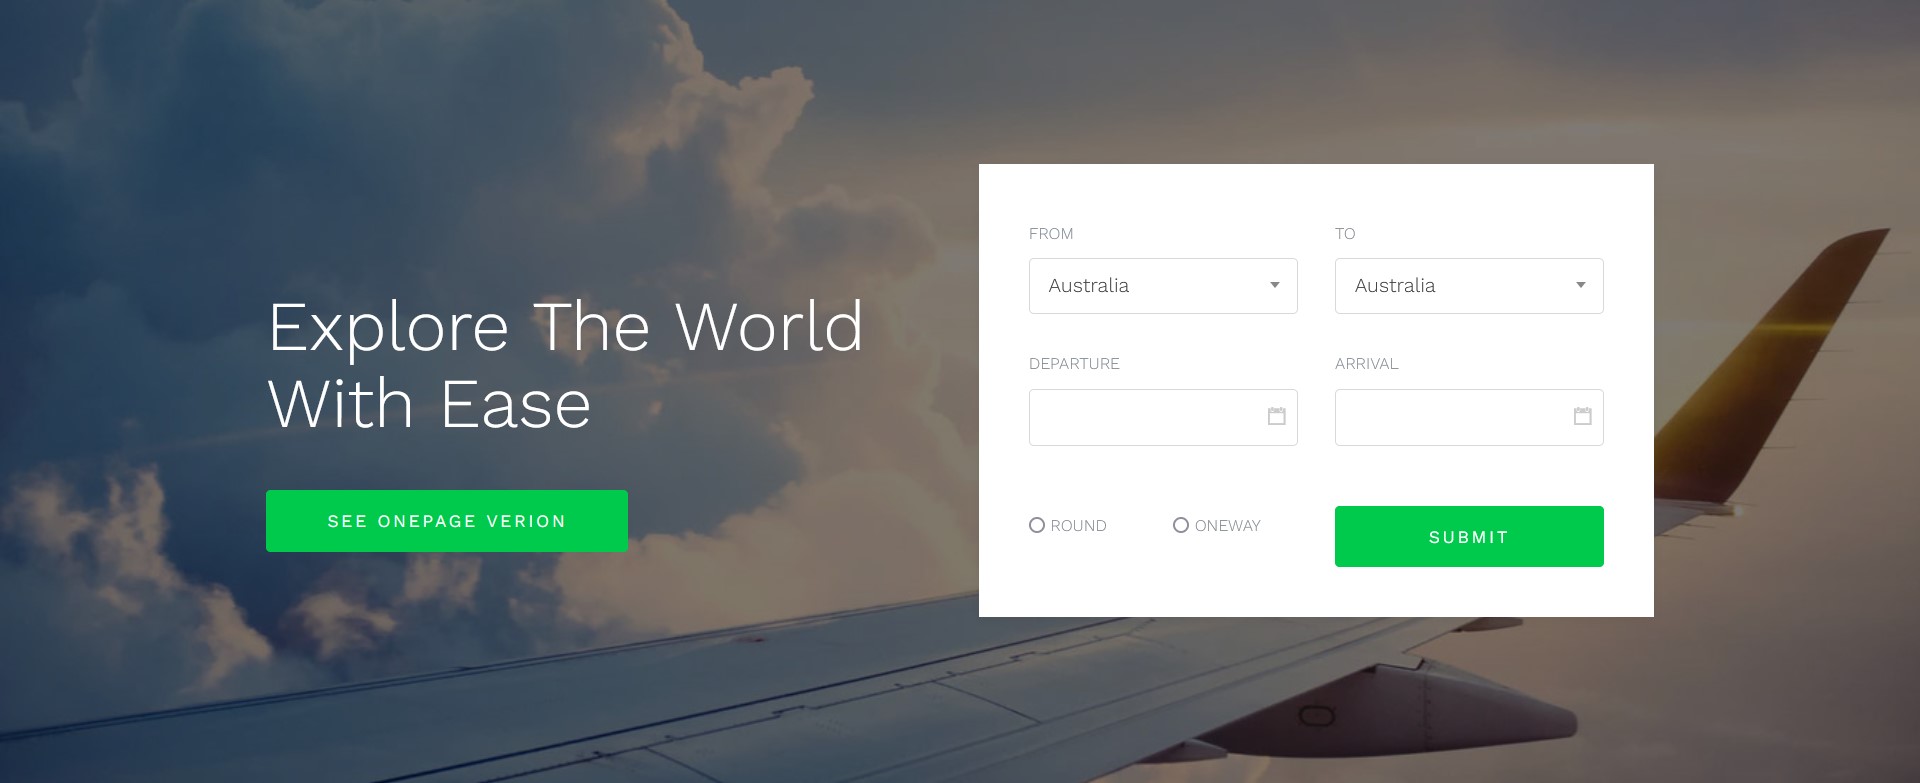 Explore The World
With Ease
SEE ONEPAGE VERION
FROM
TO
Australia
Australia
DEPARTURE
ARRIVAL
ROUND
ONEWAY
SUBMIT